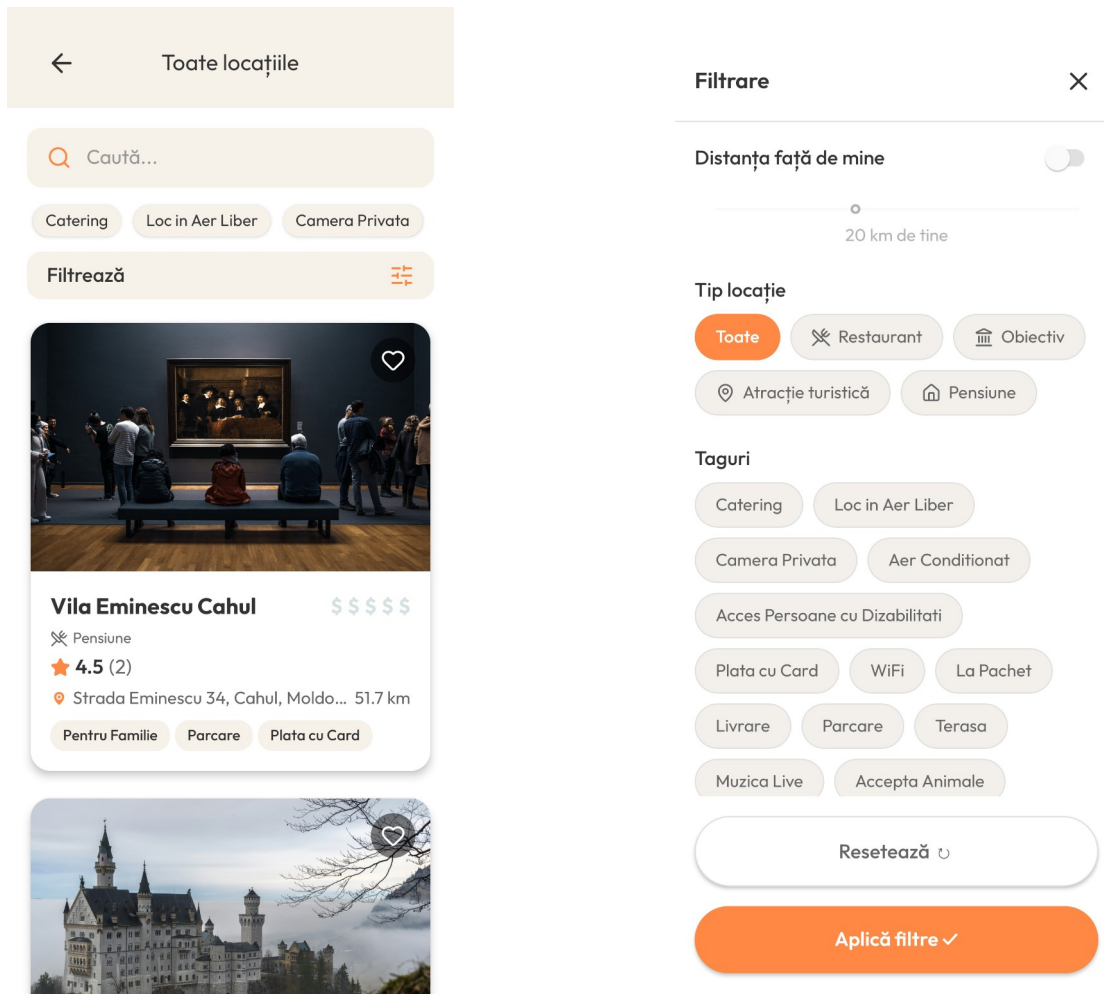 Toate locațiile
Caută...
Catering Loc in Aer Liber Camera Privata
Filtrează
Vila Eminescu Cahul $ $ $ $ $
Pensiune
4.5 (2)
Strada Eminescu 34, Cahul, Moldo... 51.7 km
Pentru Familie Parcare Plata cu Card
Filtrare
Distanța față de mine
20 km de tine
Tip locație
Toate Restaurant Obiectiv
Atracție turistică Pensiune
Taguri
Catering Loc in Aer Liber
Camera Privata Aer Conditionat
Acces Persoane cu Dizabilitati
Plata cu Card WiFi La Pachet
Livrare Parcare Terasa
Muzica Live Accepta Animale
Resetează
Aplică filtre